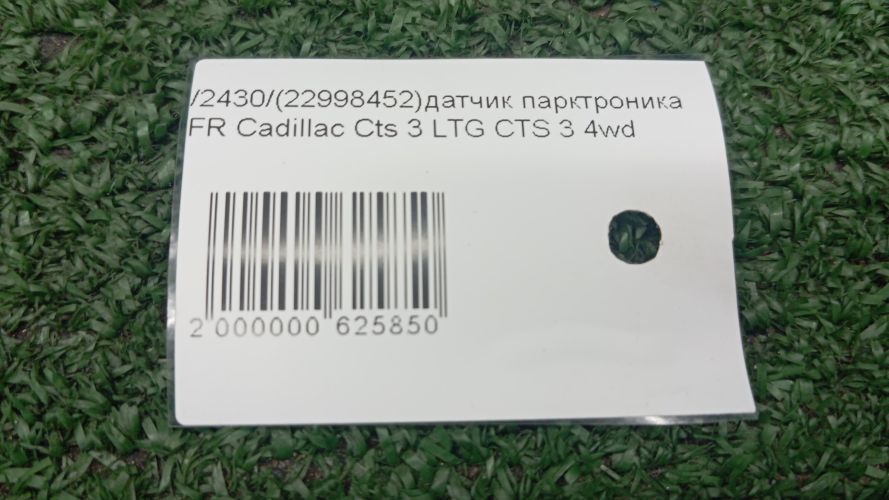 /2430/(22998452)датчик парктроника
FR Cadillac Cts 3 LTG CTS 3 4wd
2 000000 625850